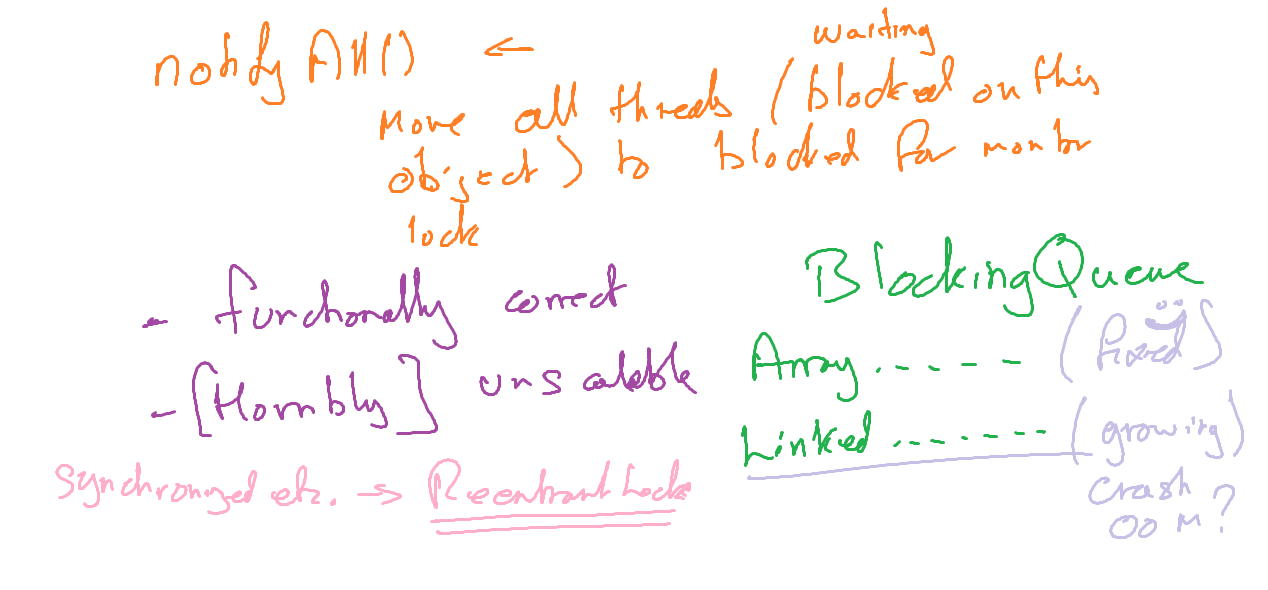 notifyAll() ←
waiting
Move all threads (blocked on this
object) to blocked for monitor
lock
- functionally correct
- [Horribly] unscalable
Synchronized etc. → ReentrantLocks
BlockingQueue
Array ..--- (fixed)
Linked ....--- (growing)
Crash
OOM?